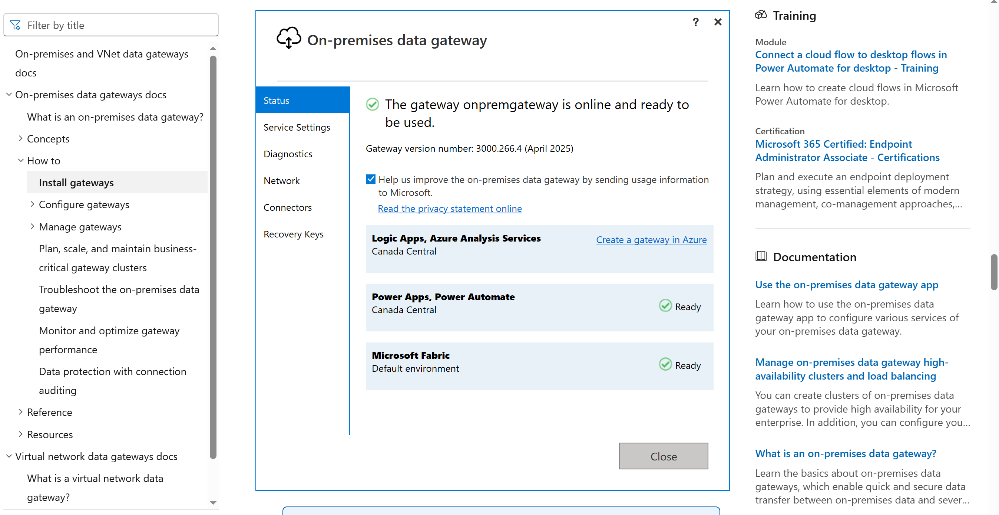 Filter by title
On-premises and VNet data gateways
docs
On-premises data gateways docs
What is an on-premises data gateway?
Concepts
How to
Install gateways
Configure gateways
Manage gateways
Plan, scale, and maintain business-
critical gateway clusters
Troubleshoot the on-premises data
gateway
Monitor and optimize gateway
performance
Data protection with connection
auditing
Reference
Resources
Virtual network data gateways docs
What is a virtual network data
gateway?
?
On-premises data gateway
Status
Service Settings
Diagnostics
Network
Connectors
Recovery Keys
The gateway onpremgateway is online and ready to
be used.
Gateway version number: 3000.266.4 (April 2025)
Help us improve the on-premises data gateway by sending usage information
to Microsoft.
Read the privacy statement online
Logic Apps, Azure Analysis Services
Create a gateway in Azure
Canada Central
Power Apps, Power Automate
Canada Central
Ready
Microsoft Fabric
Default environment
Ready
Close
Training
Module
Connect a cloud flow to desktop flows in
Power Automate for desktop - Training
Learn how to create cloud flows in Microsoft
Power Automate for desktop.
Certification
Microsoft 365 Certified: Endpoint
Administrator Associate - Certifications
Plan and execute an endpoint deployment
strategy, using essential elements of modern
management, co-management approaches,...
Documentation
Use the on-premises data gateway app
Learn how to use the on-premises data
gateway app to configure various services of
your on-premises data gateway.
Manage on-premises data gateway high-
availability clusters and load balancing
You can create clusters of on-premises data
gateways to provide high availability for your
enterprise. In addition, you can configure you...
What is an on-premises data gateway?
Learn the basics about on-premises data
gateways, which enable quick and secure data
transfer between on-premises data and sever...